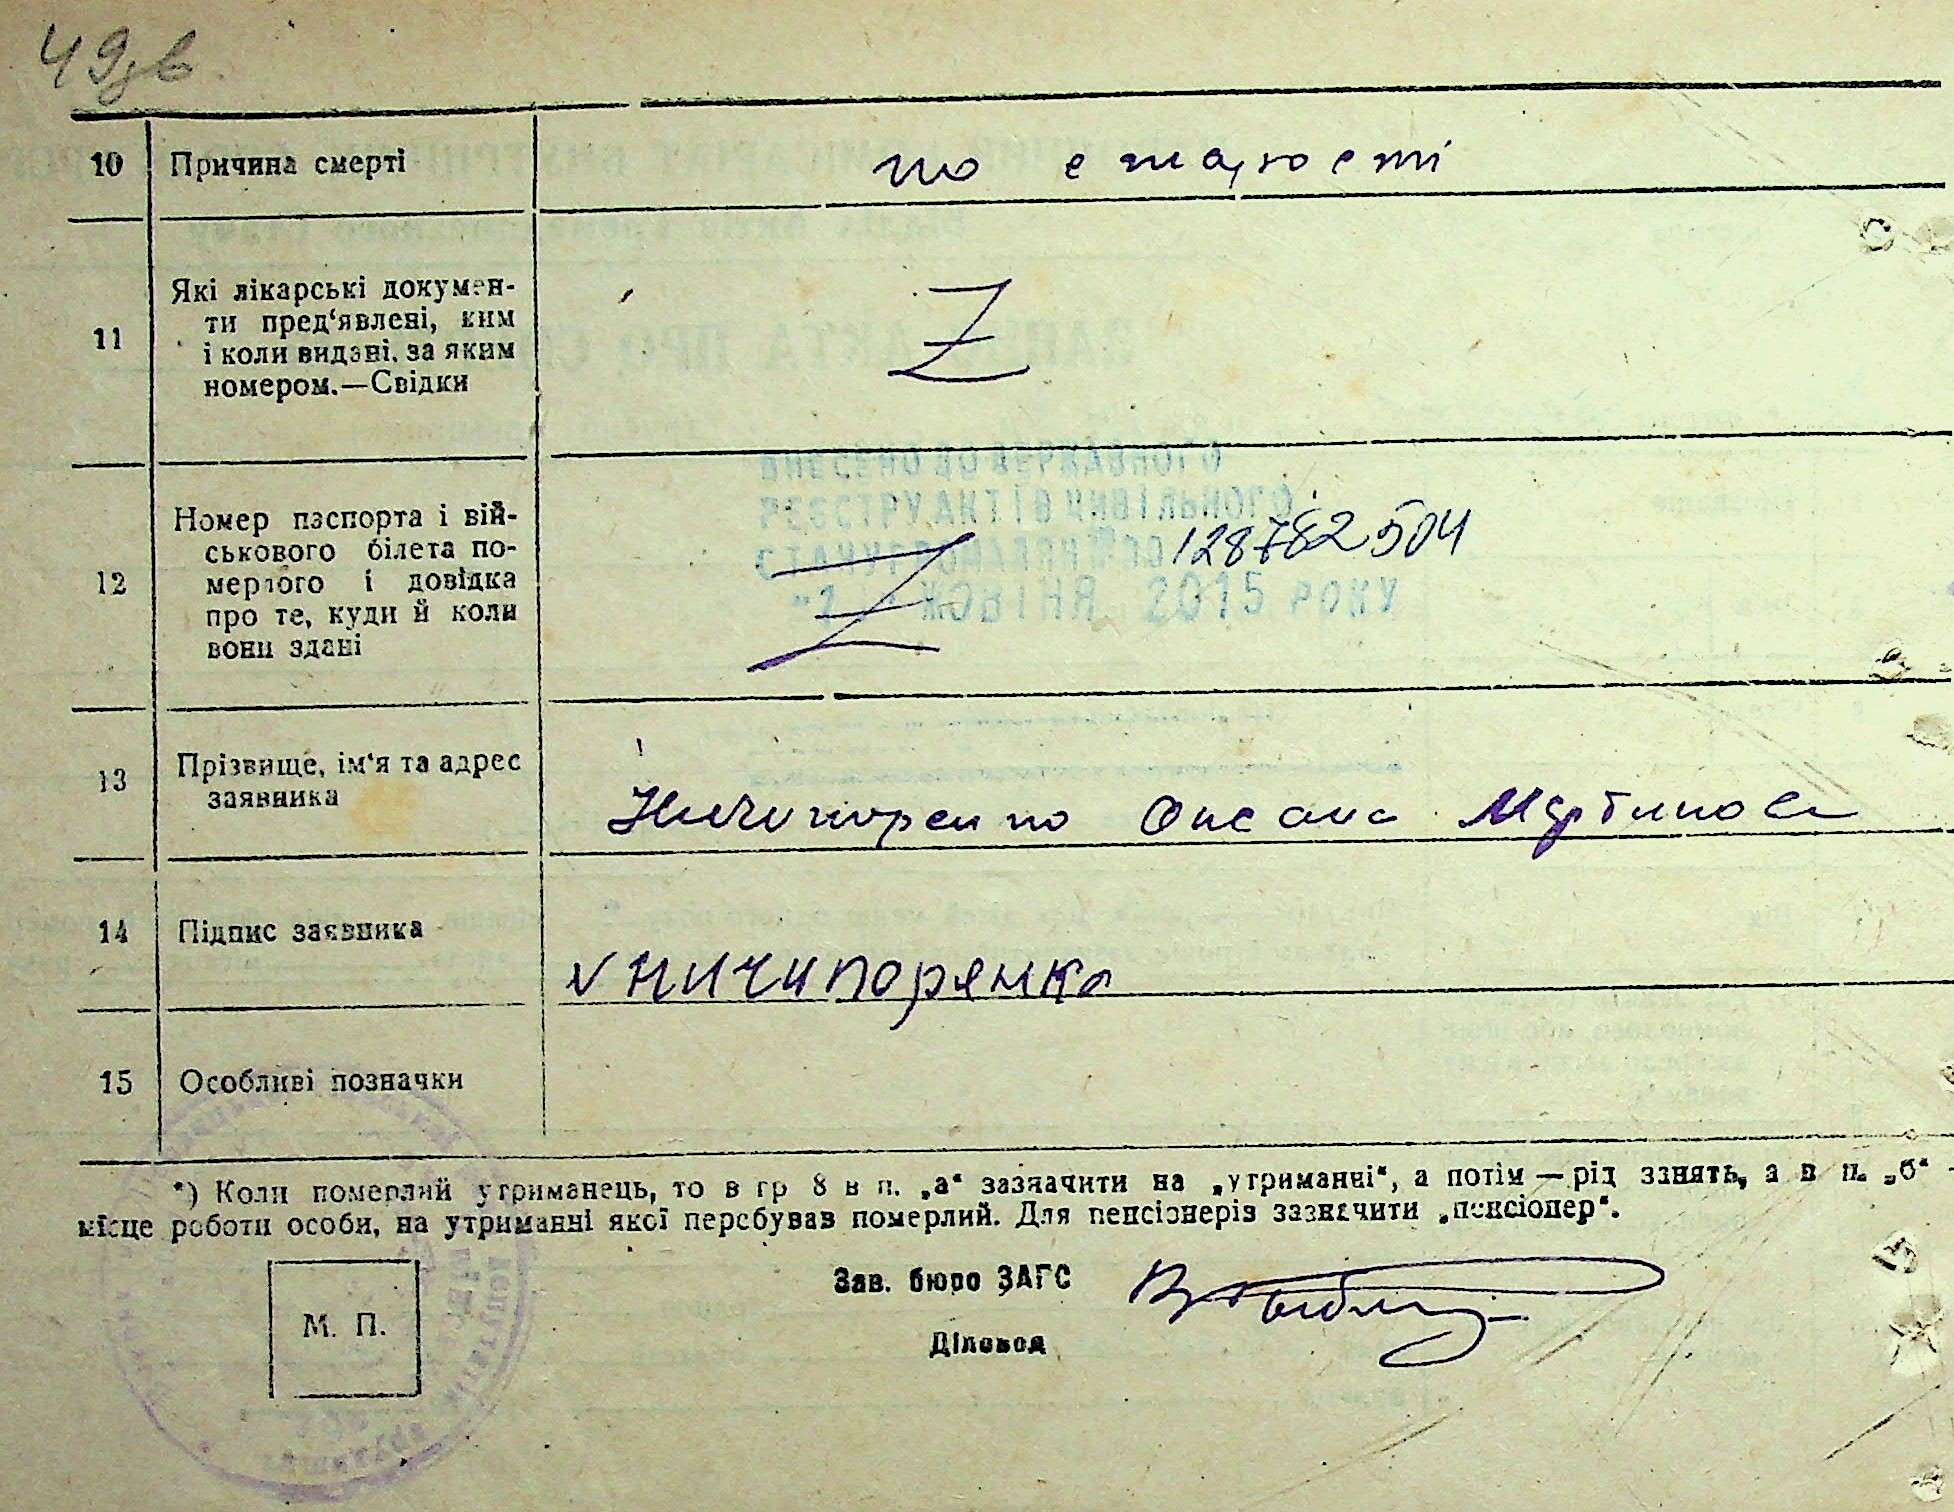 49зв.
10 Причина смерті по старості
11 Які лікарські докумен-
ти пред‘явлені, ким
і коли видані, за яким
номером.—Свідки
Z
ВНЕСЕНО ДО ДЕРЖАВНОГО
РЕЄСТРУ АКТІВ ЦИВІЛЬНОГО
СТАНУ ГРОМАДЯН 128782504
"1" ЖОВТНЯ 2015 РОКУ
12 Номер паспорта і вій-
ськового білета по-
мерлого і довідка
про те, куди й коли
вони здані
Z
13 Прізвище, ім‘я та адрес
заявника
Ничипоренко Оксана Мартинова
14 Підпис заявника
v Ничипорянко
15 Особливі позначки
*) Коли померлий утриманець, то в гр 8 в п. „а“ зазначити на „утриманні“, а потім — рід занять, а в п. „б“ -
місце роботи особи, на утриманні якої перебував померлий. Для пенсіонерів зазначити „пенсіонер“.
М. П.
Зав. бюро ЗАГС
Діловод